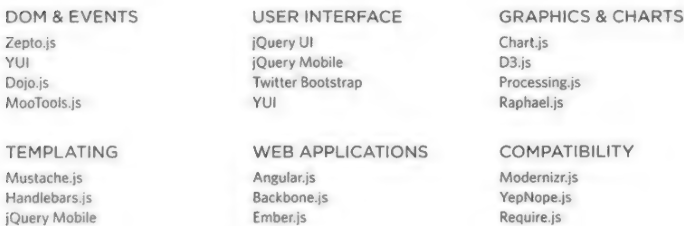 DOM & EVENTS
Zepto.js
YUI
Dojo.js
MooTools.js
USER INTERFACE
jQuery UI
jQuery Mobile
Twitter Bootstrap
YUI
GRAPHICS & CHARTS
Chart.js
D3.js
Processing.js
Raphael.js
TEMPLATING
Mustache.js
Handlebars.js
jQuery Mobile
WEB APPLICATIONS
Angular.js
Backbone.js
Ember.js
COMPATIBILITY
Modernizr.js
YepNope.js
Require.js